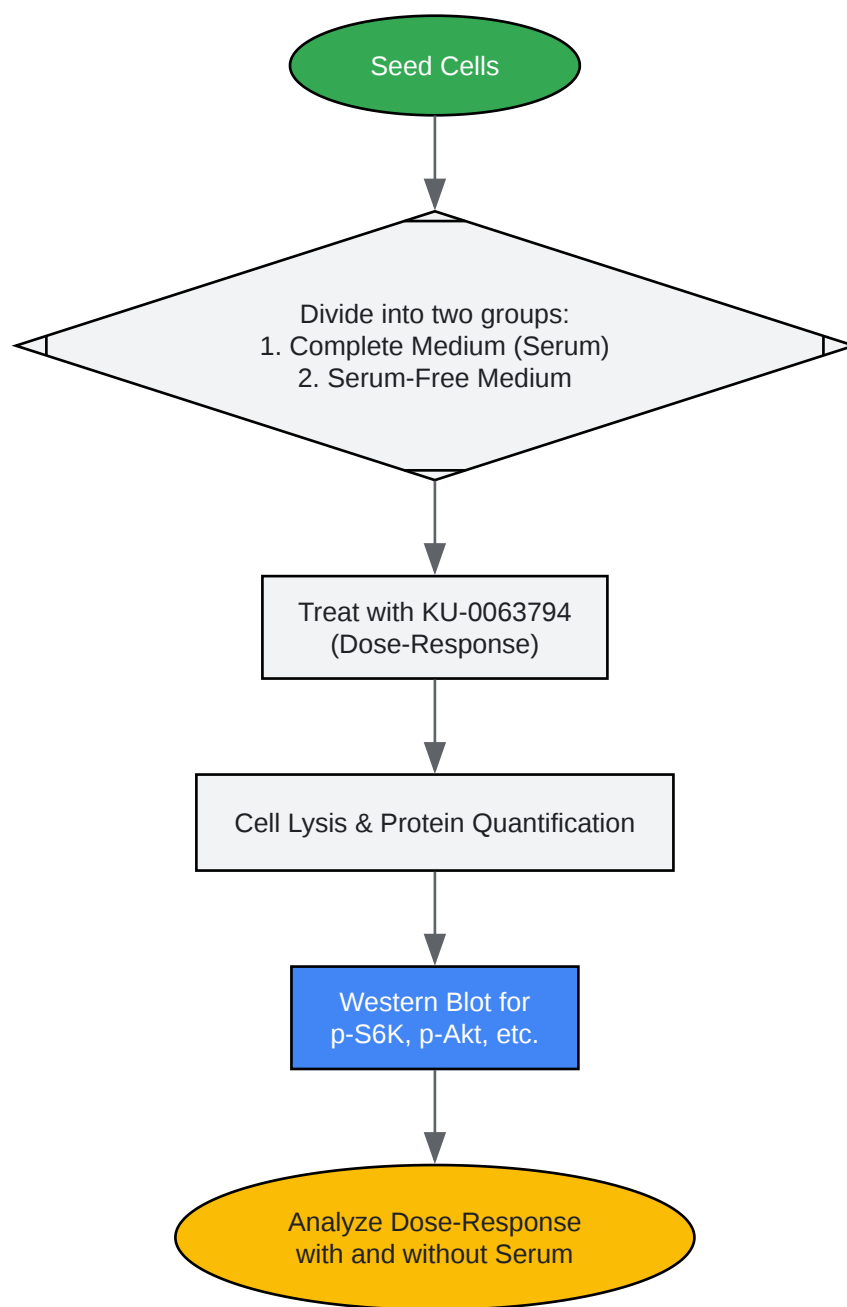 Seed Cells
Divide into two groups:
1. Complete Medium (Serum)
2. Serum-Free Medium
Treat with KU-0063794
(Dose-Response)
Cell Lysis & Protein Quantification
Western Blot for
p-S6K, p-Akt, etc.
Analyze Dose-Response
with and without Serum